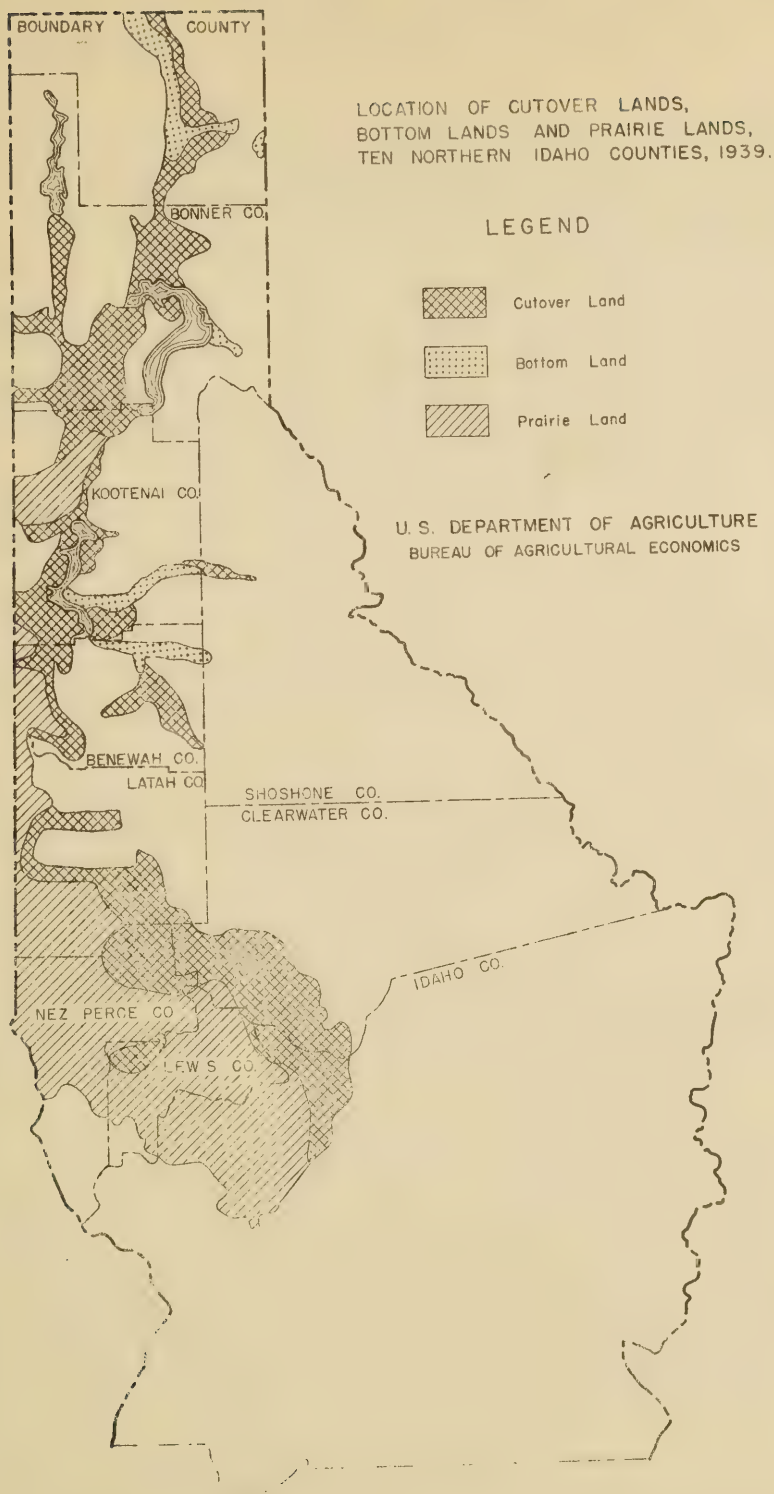 BOUNDARY COUNTY
LOCATION OF CUTOVER LANDS,
BOTTOM LANDS AND PRAIRIE LANDS,
TEN NORTHERN IDAHO COUNTIES, 1939.
BONNER CO.
LEGEND
Cutover Land
Bottom Land
Prairie Land
KOOTENAI CO.
U. S. DEPARTMENT OF AGRICULTURE
BUREAU OF AGRICULTURAL ECONOMICS
BENEWAH CO.
LATAH CO.
SHOSHONE CO.
CLEARWATER CO.
IDAHO CO.
NEZ PERCE CO
LEWIS CO.